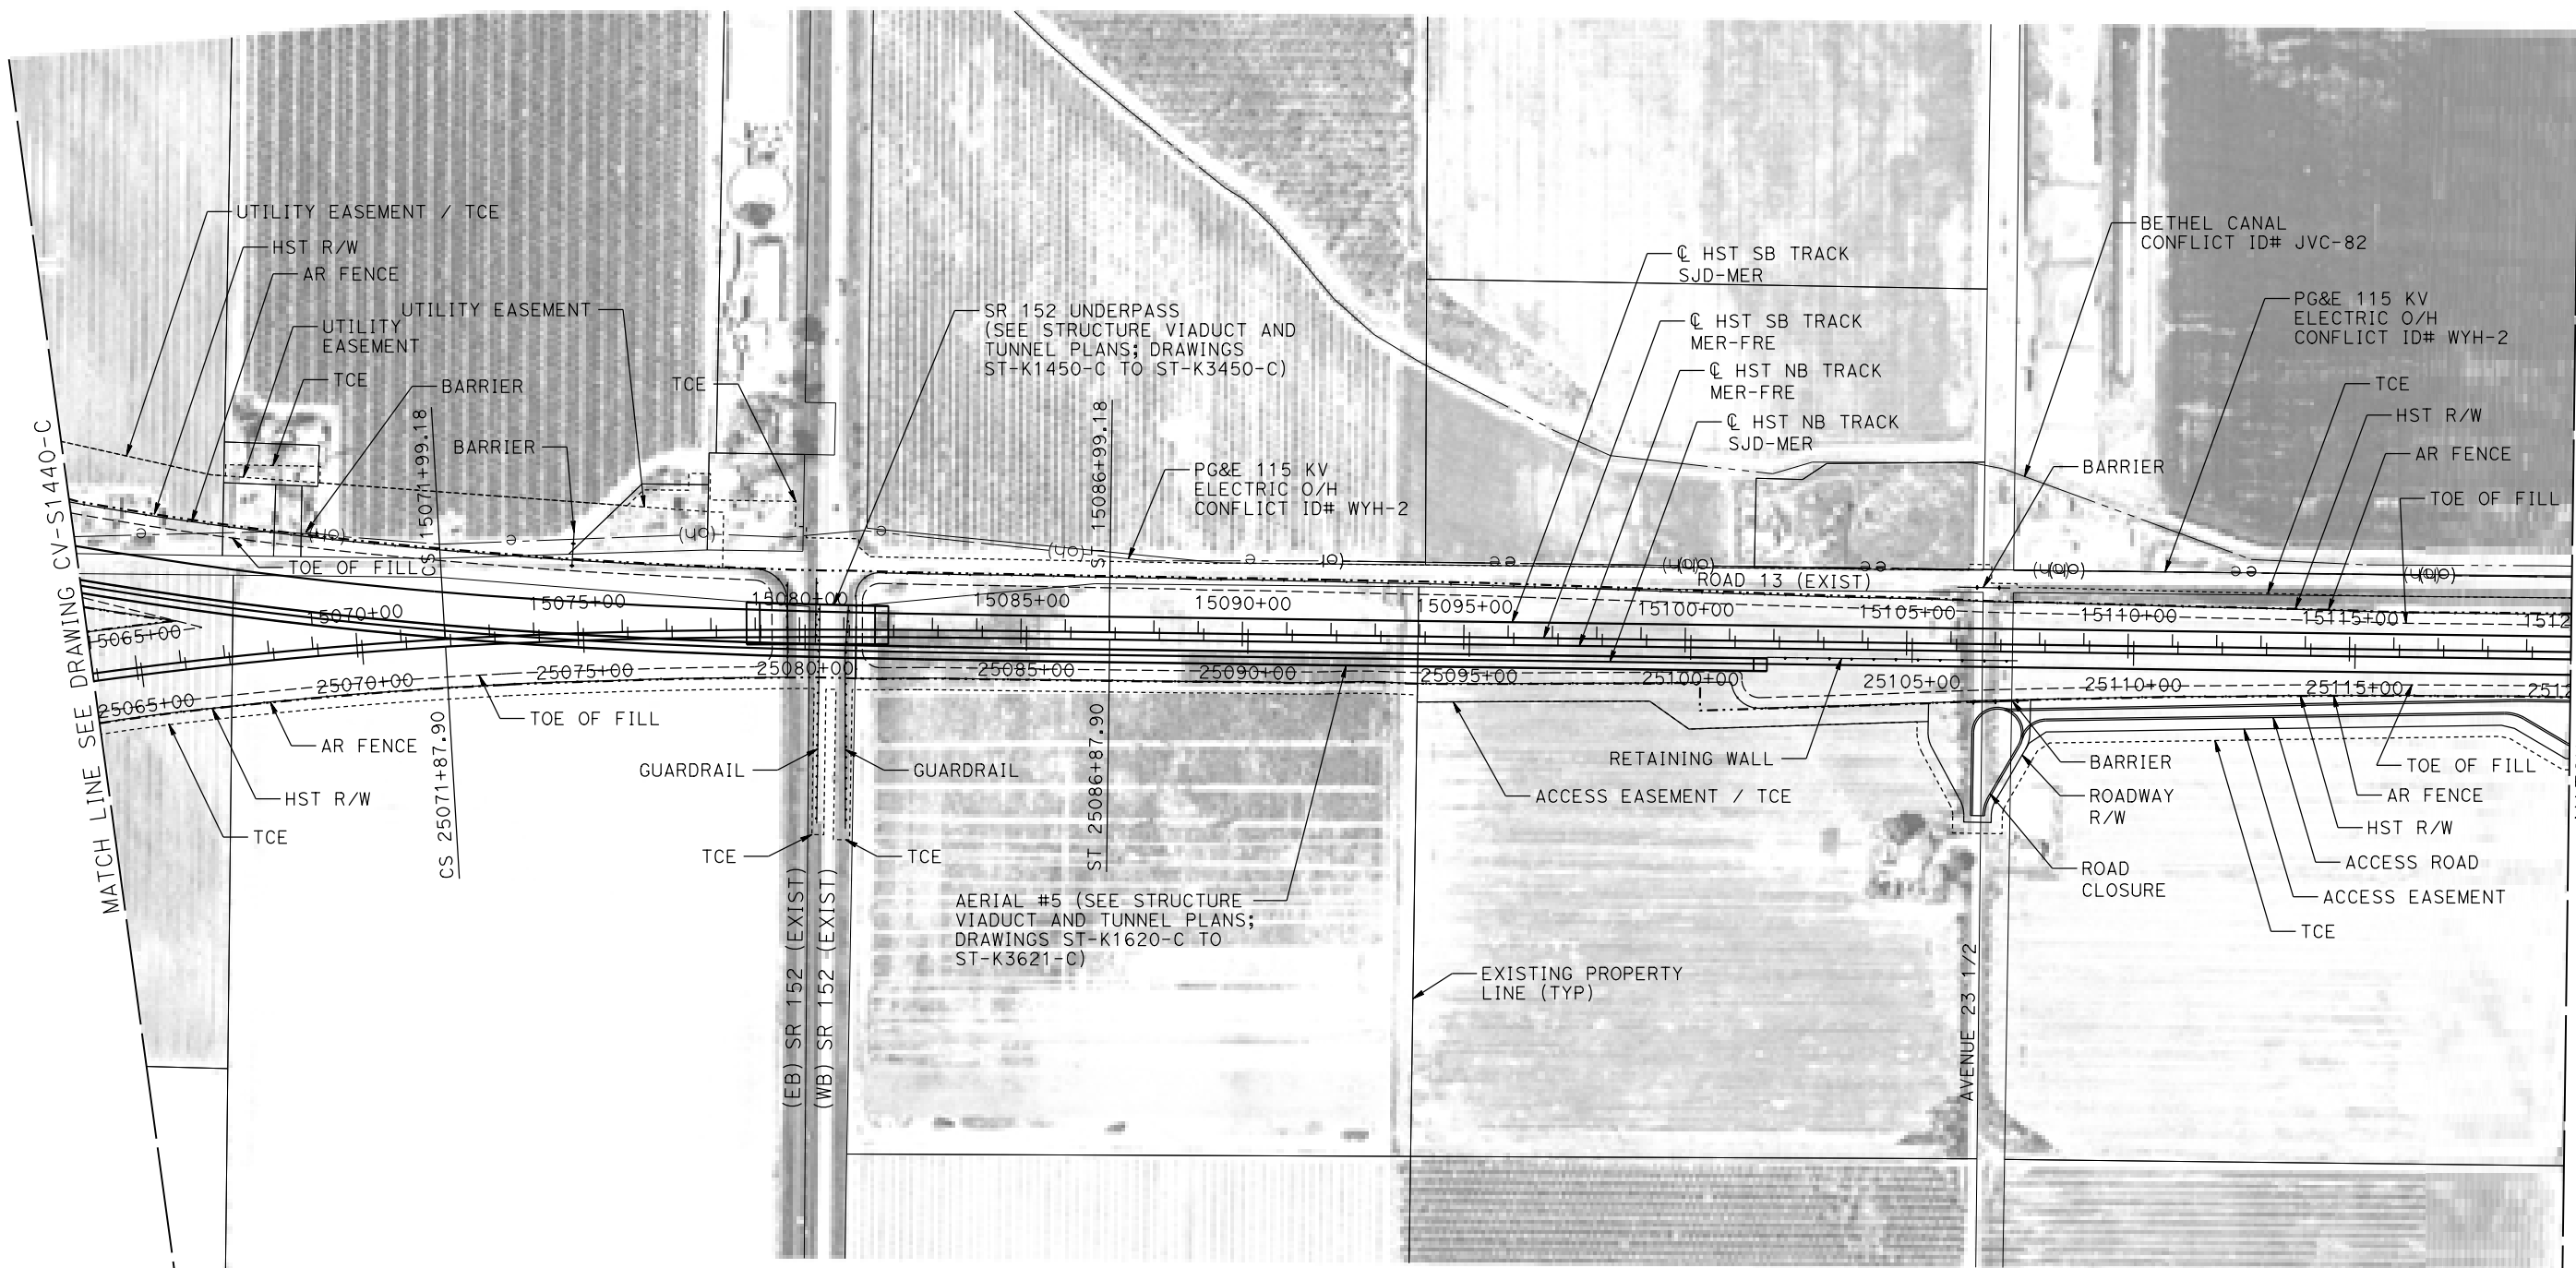 UTILITY EASEMENT / TCE
HST R/W
AR FENCE
UTILITY EASEMENT
UTILITY
EASEMENT
TCE
BARRIER
TCE
BARRIER
SR 152 UNDERPASS
(SEE STRUCTURE VIADUCT AND
TUNNEL PLANS; DRAWINGS
ST-K1450-C TO ST-K3450-C)
PG&E 115 KV
ELECTRIC O/H
CONFLICT ID# WYH-2
℄ HST SB TRACK
SJD-MER
℄ HST SB TRACK
MER-FRE
℄ HST NB TRACK
MER-FRE
℄ HST NB TRACK
SJD-MER
BETHEL CANAL
CONFLICT ID# JVC-82
PG&E 115 KV
ELECTRIC O/H
CONFLICT ID# WYH-2
TCE
HST R/W
AR FENCE
BARRIER
TOE OF FILL
MATCH LINE SEE DRAWING CV-S1440-C
CS 15071+99.18
ST 15086+99.18
TOE OF FILL
ROAD 13 (EXIST)
15065+00
15070+00
15075+00
15080+00
15085+00
15090+00
15095+00
15100+00
15105+00
15110+00
15115+00
1512
25065+00
25070+00
25075+00
25080+00
25085+00
25090+00
25095+00
25100+00
25105+00
25110+00
25115+00
2512
TOE OF FILL
AR FENCE
HST R/W
TCE
CS 25071+87.90
GUARDRAIL
GUARDRAIL
TCE
TCE
(EB) SR 152 (EXIST)
(WB) SR 152 (EXIST)
ST 25086+87.90
AERIAL #5 (SEE STRUCTURE
VIADUCT AND TUNNEL PLANS;
DRAWINGS ST-K1620-C TO
ST-K3621-C)
RETAINING WALL
ACCESS EASEMENT / TCE
EXISTING PROPERTY
LINE (TYP)
AVENUE 23 1/2
BARRIER
ROADWAY
R/W
ROAD
CLOSURE
TOE OF FILL
AR FENCE
HST R/W
ACCESS ROAD
ACCESS EASEMENT
TCE